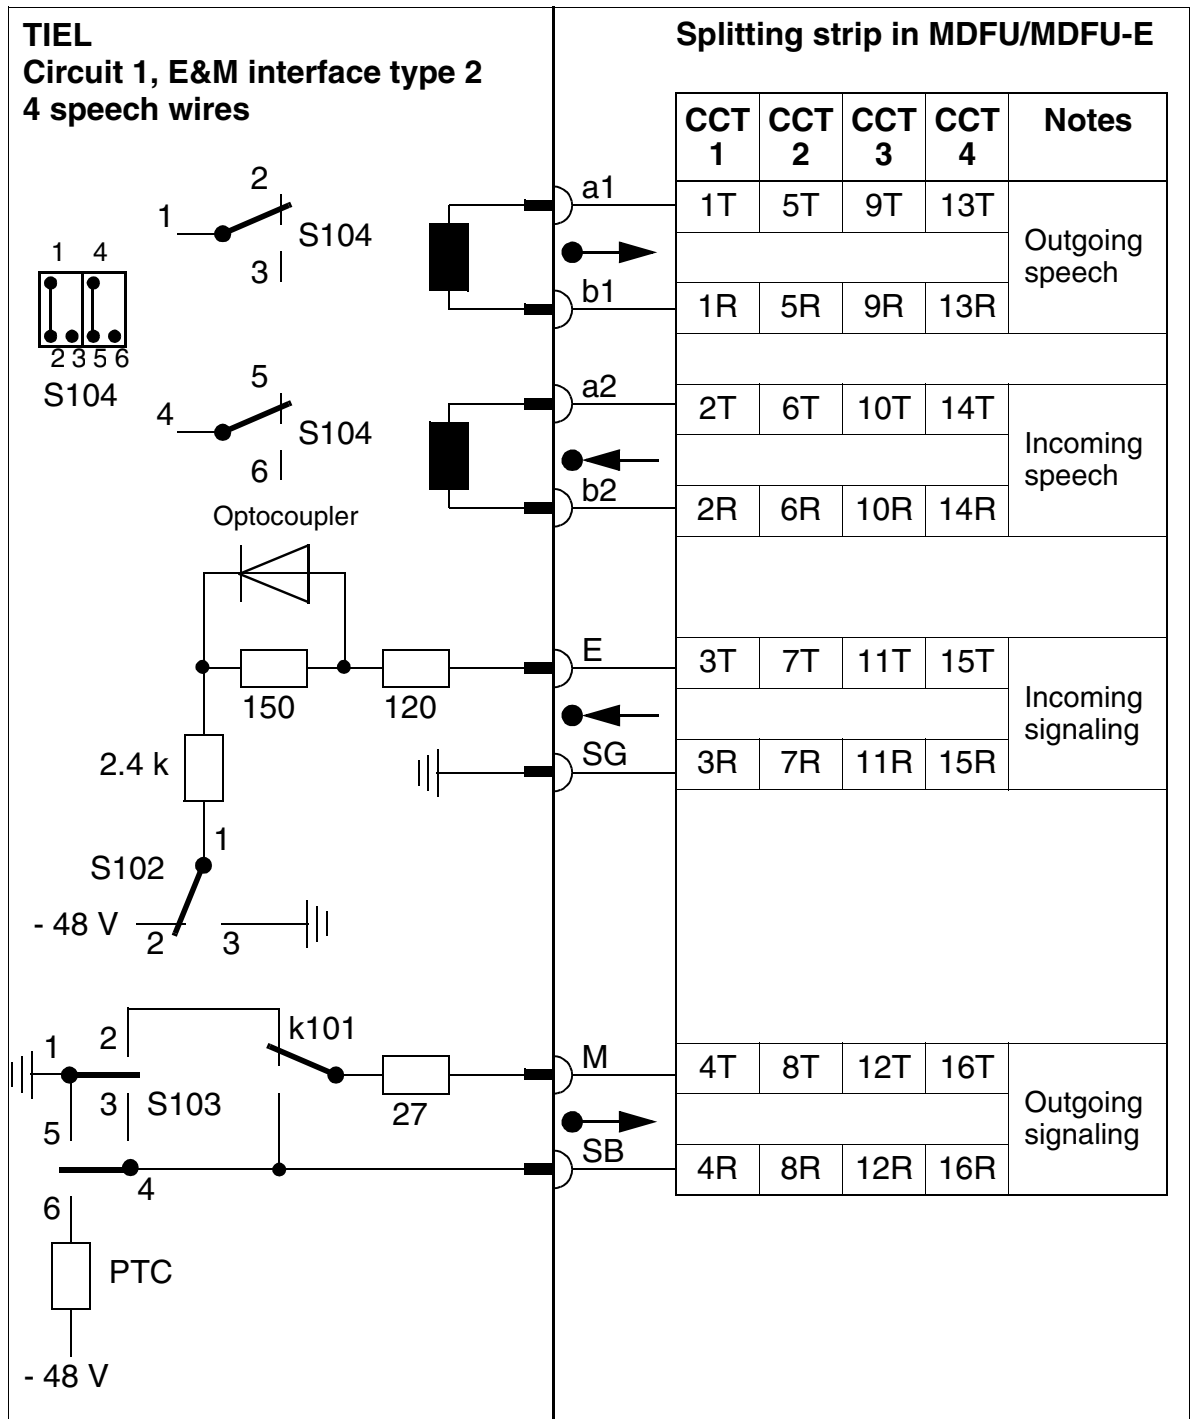 TIEL
Circuit 1, E&M interface type 2
4 speech wires
Splitting strip in MDFU/MDFU-E
CCT 1 CCT 2 CCT 3 CCT 4 Notes
2
1
S104
3
1 4
2 3 5 6
S104
a1
1T 5T 9T 13T
Outgoing
speech
b1
1R 5R 9R 13R
5
4
S104
6
a2
2T 6T 10T 14T
Incoming
speech
b2
2R 6R 10R 14R
Optocoupler
150
120
E
3T 7T 11T 15T
Incoming
signaling
SG
3R 7R 11R 15R
2.4 k
1
S102
- 48 V
2
3
1
2
k101
3
S103
27
M
4T 8T 12T 16T
Outgoing
signaling
SB
4R 8R 12R 16R
5
4
6
PTC
- 48 V